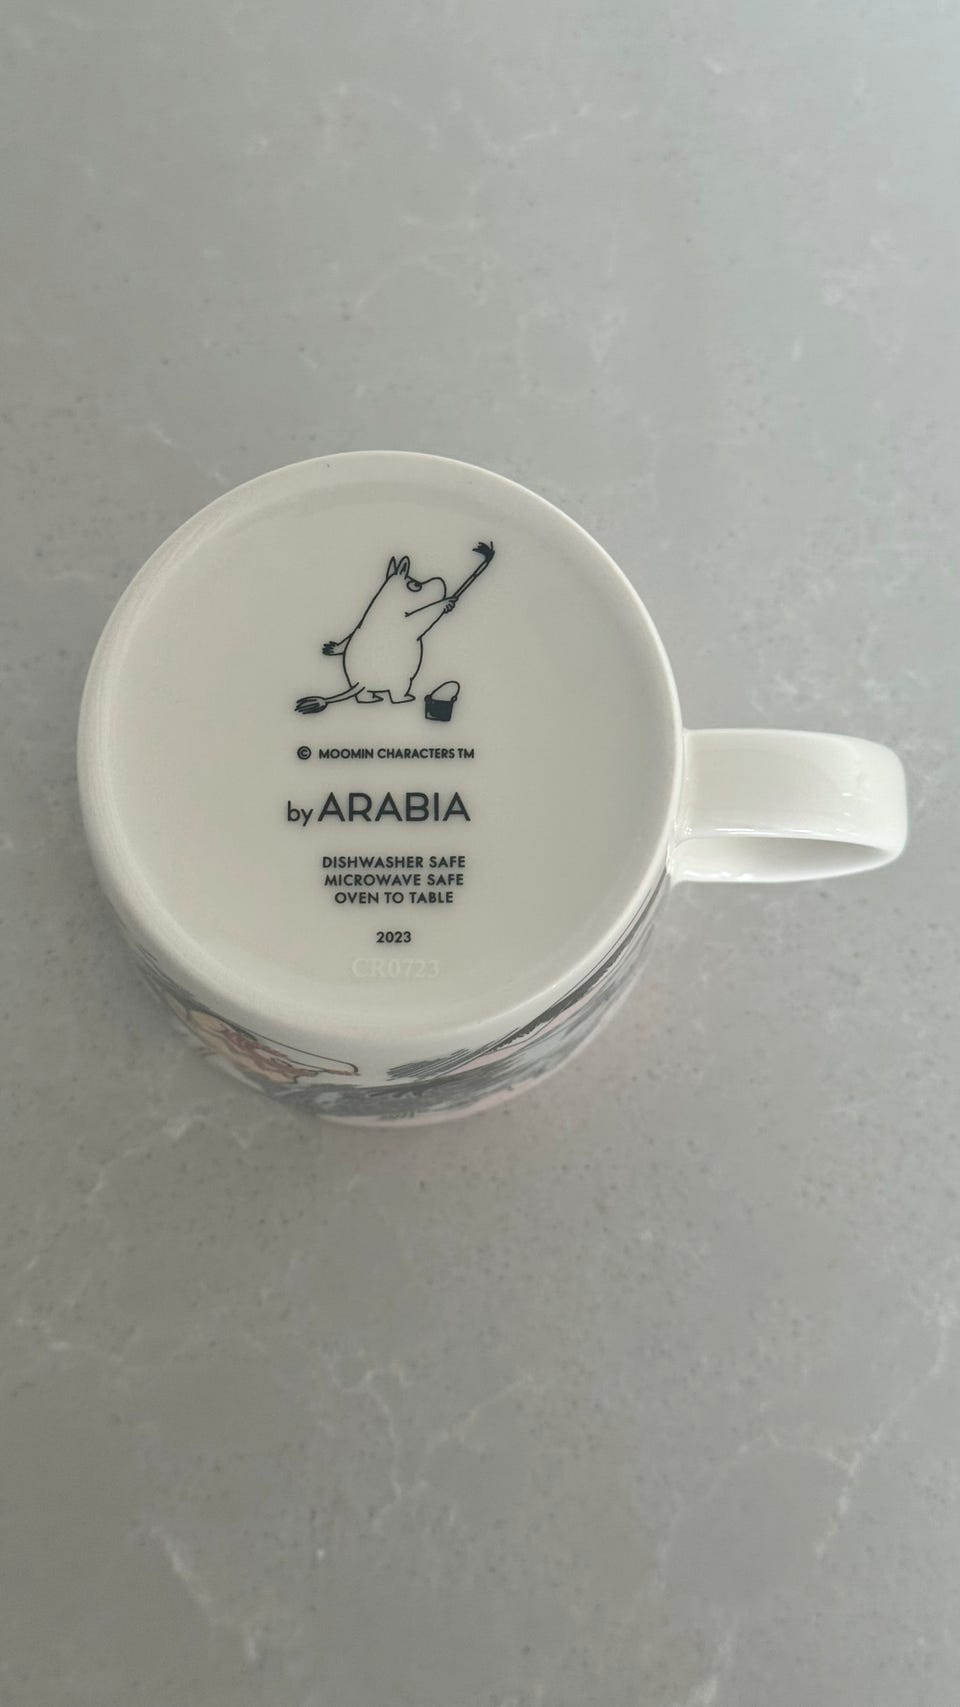 © MOOMIN CHARACTERS TM
by ARABIA
DISHWASHER SAFE
MICROWAVE SAFE
OVEN TO TABLE
2023
CR0723